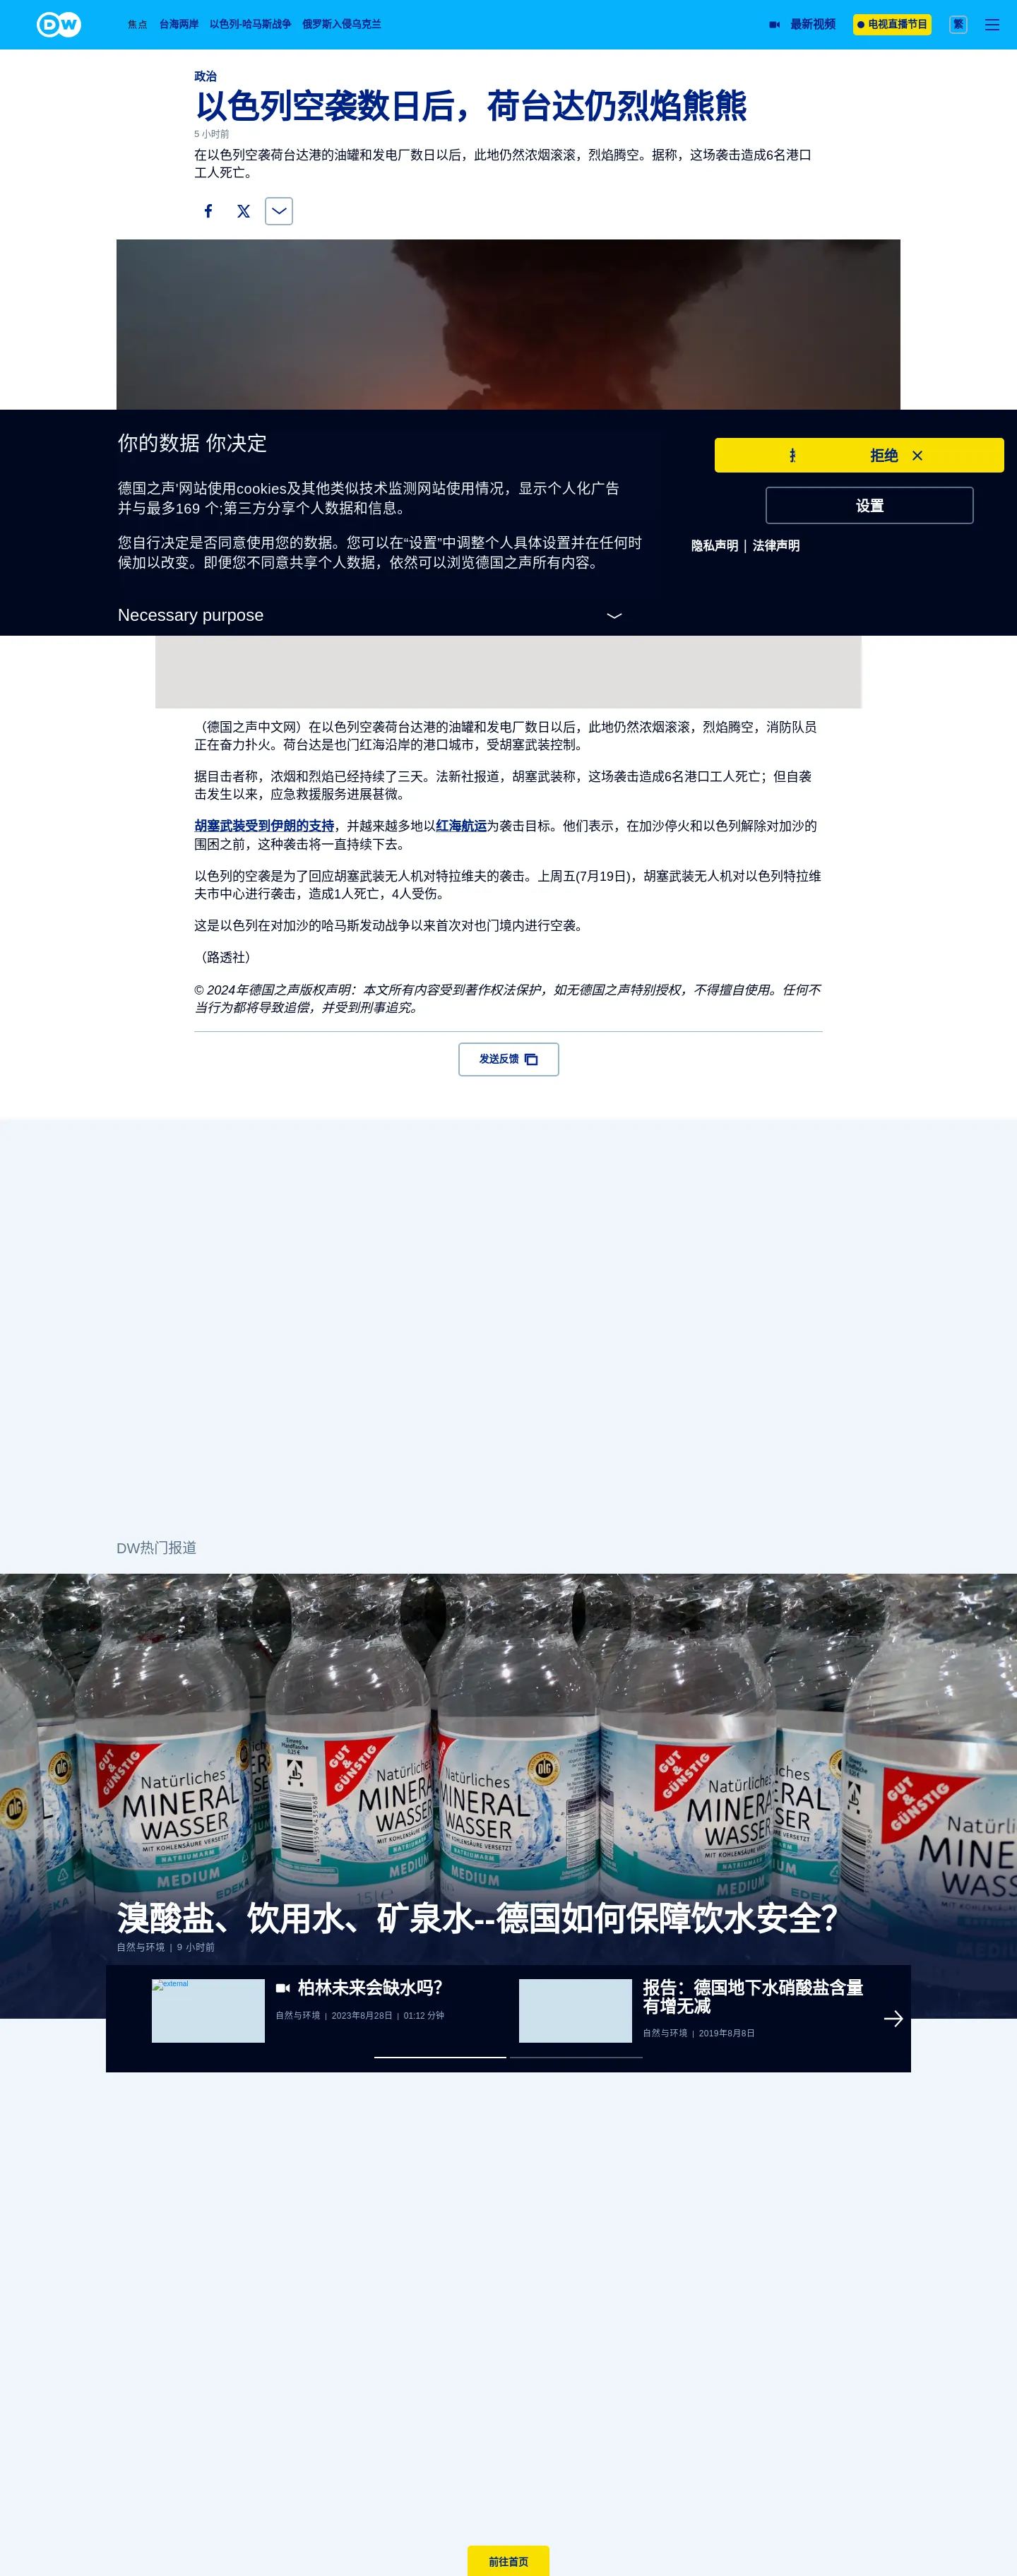 DW
焦点 台海两岸 以色列-哈马斯战争 俄罗斯入侵乌克兰 最新视频 电视直播节目 繁
政治
以色列空袭数日后，荷台达仍烈焰熊熊
5 小时前
在以色列空袭荷台达港的油罐和发电厂数日以后，此地仍然浓烟滚滚，烈焰腾空。据称，这场袭击造成6名港口
工人死亡。
你的数据 你决定
德国之声‘网站使用cookies及其他类似技术监测网站使用情况，显示个人化广告
并与最多169 个;第三方分享个人数据和信息。
您自行决定是否同意使用您的数据。您可以在“设置”中调整个人具体设置并在任何时
候加以改变。即使您不同意共享个人数据，依然可以浏览德国之声所有内容。
Necessary purpose
拒绝
设置
隐私声明 | 法律声明
（德国之声中文网）在以色列空袭荷台达港的油罐和发电厂数日以后，此地仍然浓烟滚滚，烈焰腾空，消防队员
正在奋力扑火。荷台达是也门红海沿岸的港口城市，受胡塞武装控制。
据目击者称，浓烟和烈焰已经持续了三天。法新社报道，胡塞武装称，这场袭击造成6名港口工人死亡；但自袭
击发生以来，应急救援服务进展甚微。
胡塞武装受到伊朗的支持，并越来越多地以红海航运为袭击目标。他们表示，在加沙停火和以色列解除对加沙的
围困之前，这种袭击将一直持续下去。
以色列的空袭是为了回应胡塞武装无人机对特拉维夫的袭击。上周五(7月19日)，胡塞武装无人机对以色列特拉维
夫市中心进行袭击，造成1人死亡，4人受伤。
这是以色列在对加沙的哈马斯发动战争以来首次对也门境内进行空袭。
（路透社）
© 2024年德国之声版权声明：本文所有内容受到著作权法保护，如无德国之声特别授权，不得擅自使用。任何不
当行为都将导致追偿，并受到刑事追究。
发送反馈
DW热门报道
GUT & GÜNSTIG
Natürliches
MINERAL
WASSER
MIT KOHLENSÄURE VERSETZT
NATRIUMARM
MEDIUM
EDEKA
溴酸盐、饮用水、矿泉水--德国如何保障饮水安全？
自然与环境 | 9 小时前
external
柏林未来会缺水吗？
自然与环境 | 2023年8月28日 | 01:12 分钟
报告：德国地下水硝酸盐含量
有增无减
自然与环境 | 2019年8月8日
前往首页